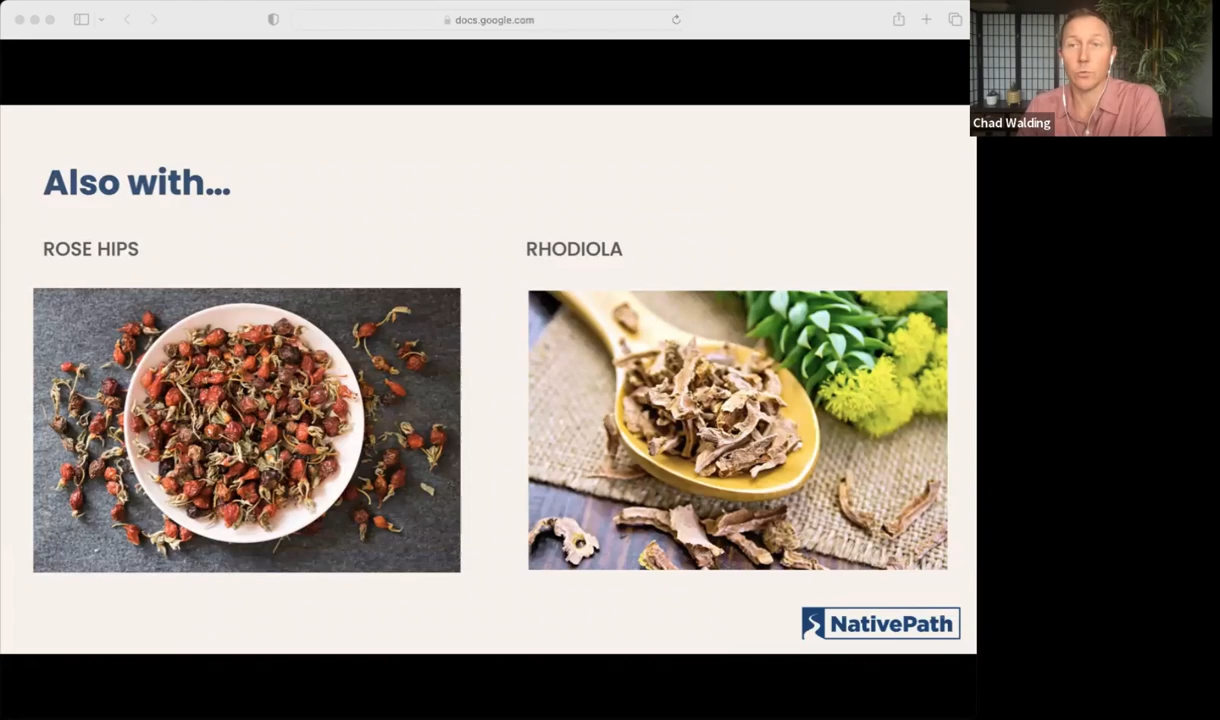 docs.google.com
Chad Walding
Also with...
ROSE HIPS
RHODIOLA
NativePath